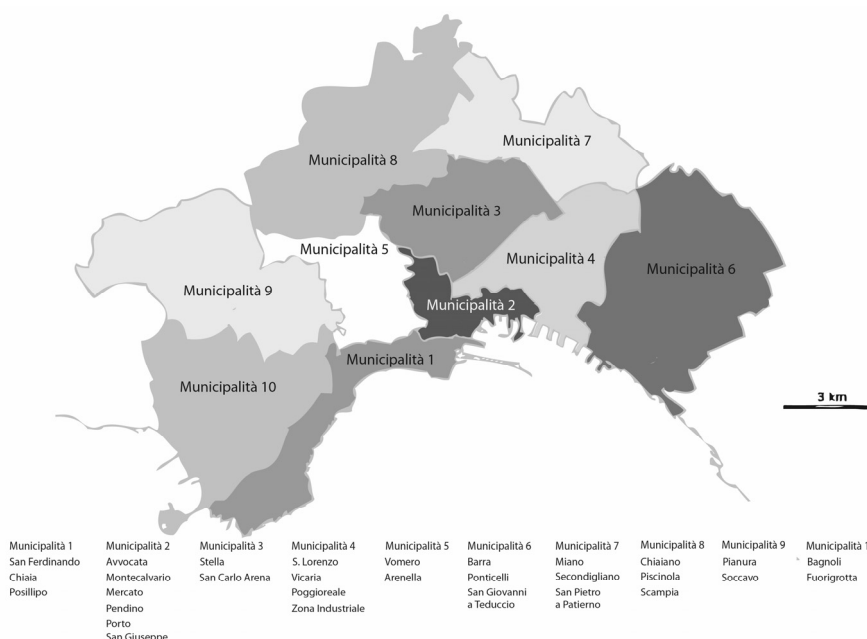 Municipalità 7
Municipalità 8
Municipalità 3
Municipalità 5
Municipalità 4
Municipalità 6
Municipalità 9
Municipalità 2
Municipalità 1
Municipalità 10
3 km
Municipalità 1
San Ferdinando
Chiaia
Posillipo
Municipalità 2
Avvocata
Montecalvario
Mercato
Pendino
Porto
San Giuseppe
Municipalità 3
Stella
San Carlo Arena
Municipalità 4
S. Lorenzo
Vicaria
Poggioreale
Zona Industriale
Municipalità 5
Vomero
Arenella
Municipalità 6
Barra
Ponticelli
San Giovanni
a Teduccio
Municipalità 7
Miano
Secondigliano
San Pietro
a Patierno
Municipalità 8
Chiaiano
Piscinola
Scampia
Municipalità 9
Pianura
Soccavo
Municipalità 1
Bagnoli
Fuorigrotta